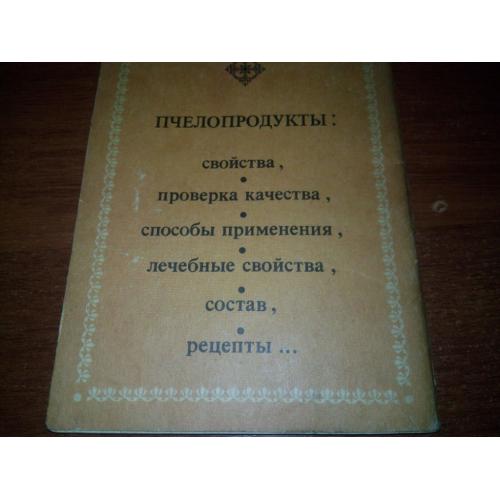 ПЧЕЛОПРОДУКТЫ:
свойства,
•
проверка качества,
•
способы применения,
•
лечебные свойства,
•
состав,
•
рецепты ...